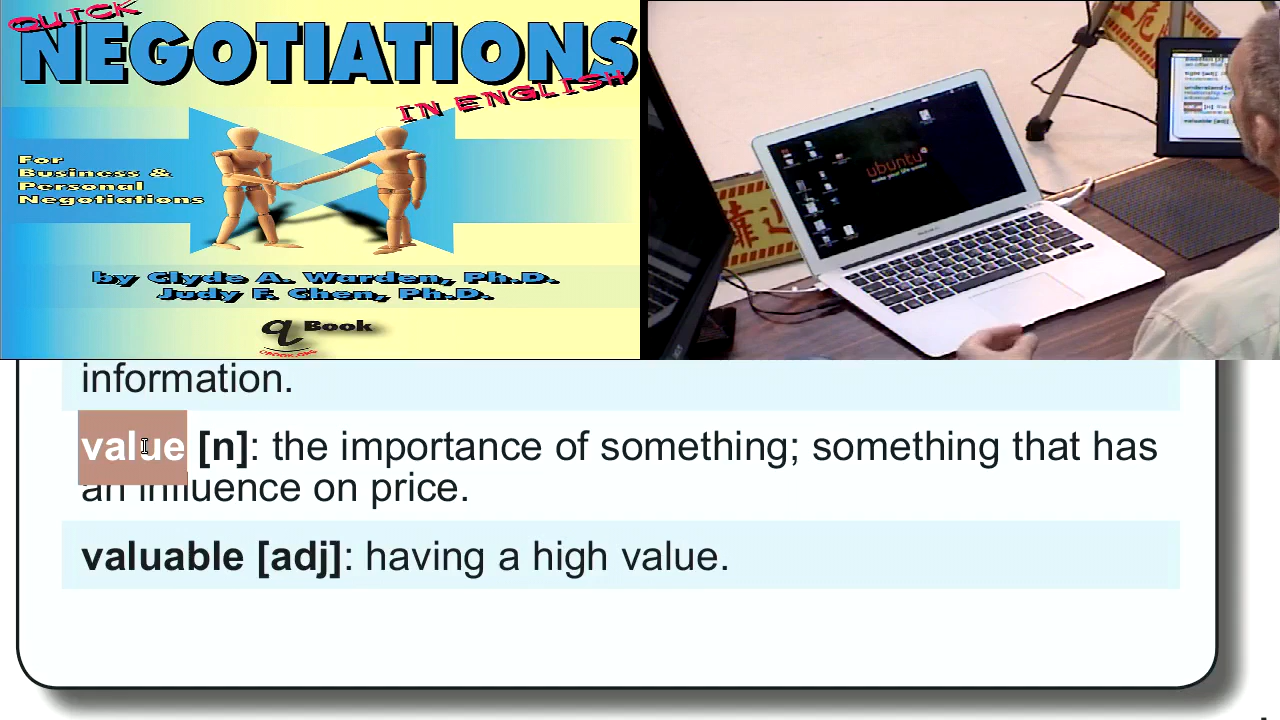 QUICK
NEGOTIATIONS
IN ENGLISH
For
Business &
Personal
Negotiations
by Clyde A. Warden, Ph.D.
Judy F. Chen, Ph.D.
q Book
ubuntu
information.
value [n]: the importance of something; something that has
an influence on price.
valuable [adj]: having a high value.